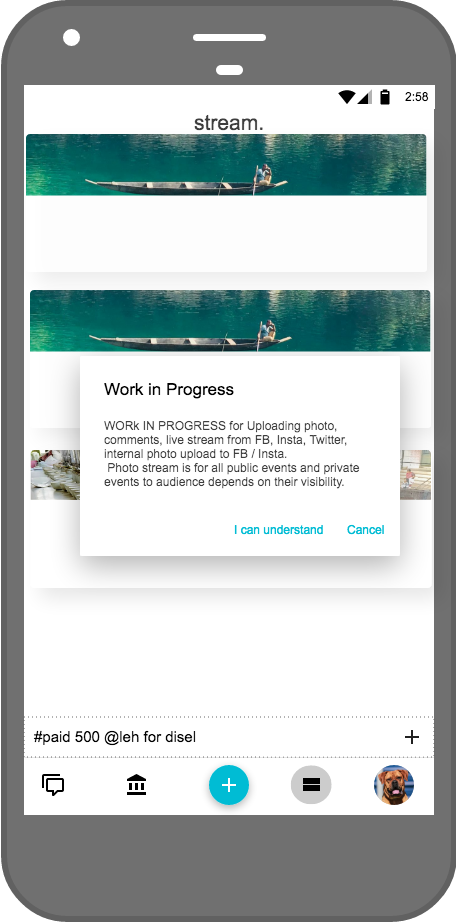 2:58
stream.
Work in Progress
WORk IN PROGRESS for Uploading photo,
comments, live stream from FB, Insta, Twitter,
internal photo upload to FB / Insta.
Photo stream is for all public events and private
events to audience depends on their visibility.
I can understand Cancel
#paid 500 @leh for disel